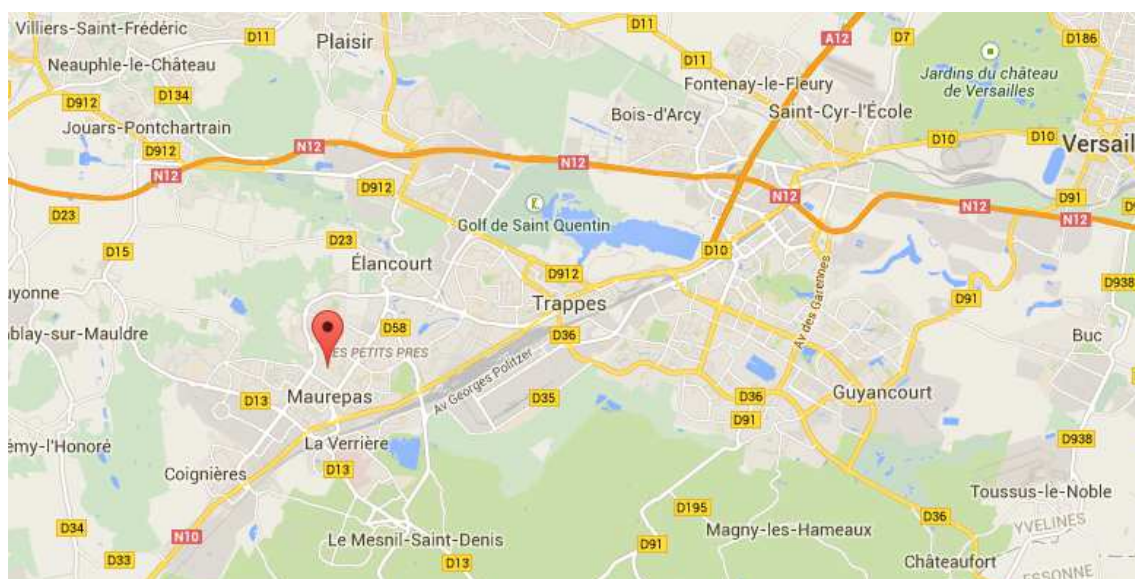 Villiers-Saint-Frédéric
D11
Plaisir
D11
A12
D7
D186
Neauphle-le-Château
Fontenay-le-Fleury
Jardins du château
de Versailles
D912
D134
Bois-d'Arcy
Saint-Cyr-l'École
Jouars-Pontchartrain
D912
N12
N12
N12
D10
D10
Versail
N12
D912
N12
D91
D23
N12
N12
Golf de Saint Quentin
D15
D23
D10
Élancourt
D912
Av des Garennes
D938
uyonne
Trappes
D91
blay-sur-Mauldre
D58
D36
Buc
ES PETITS PRES
Av Georges Politzer
D13
Maurepas
D35
D36
Guyancourt
D91
D938
émy-l'Honoré
La Verrière
Coignières
D13
Toussus-le-Noble
D34
N10
D195
Magny-les-Hameaux
D36
YVELINES
Le Mesnil-Saint-Denis
D91
D33
D13
Châteaufort
ESSONNE